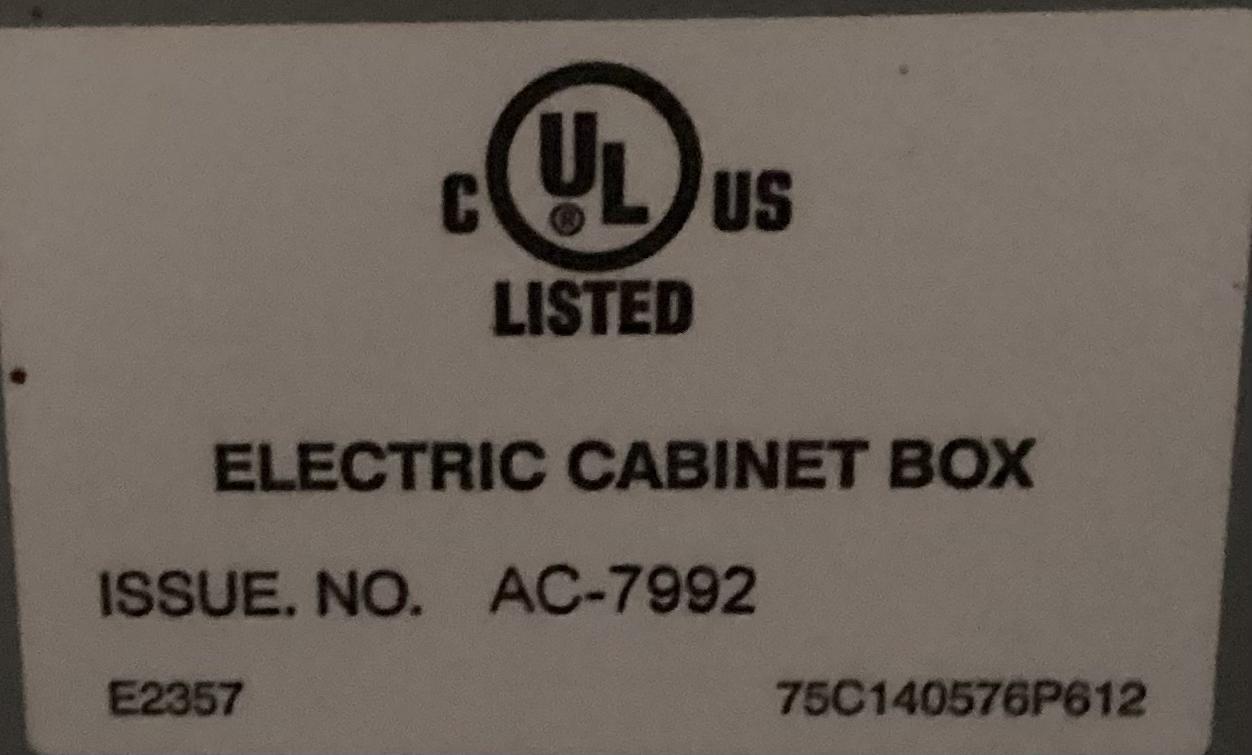 C UL® US
LISTED
ELECTRIC CABINET BOX
ISSUE. NO. AC-7992
E2357 75C140576P612